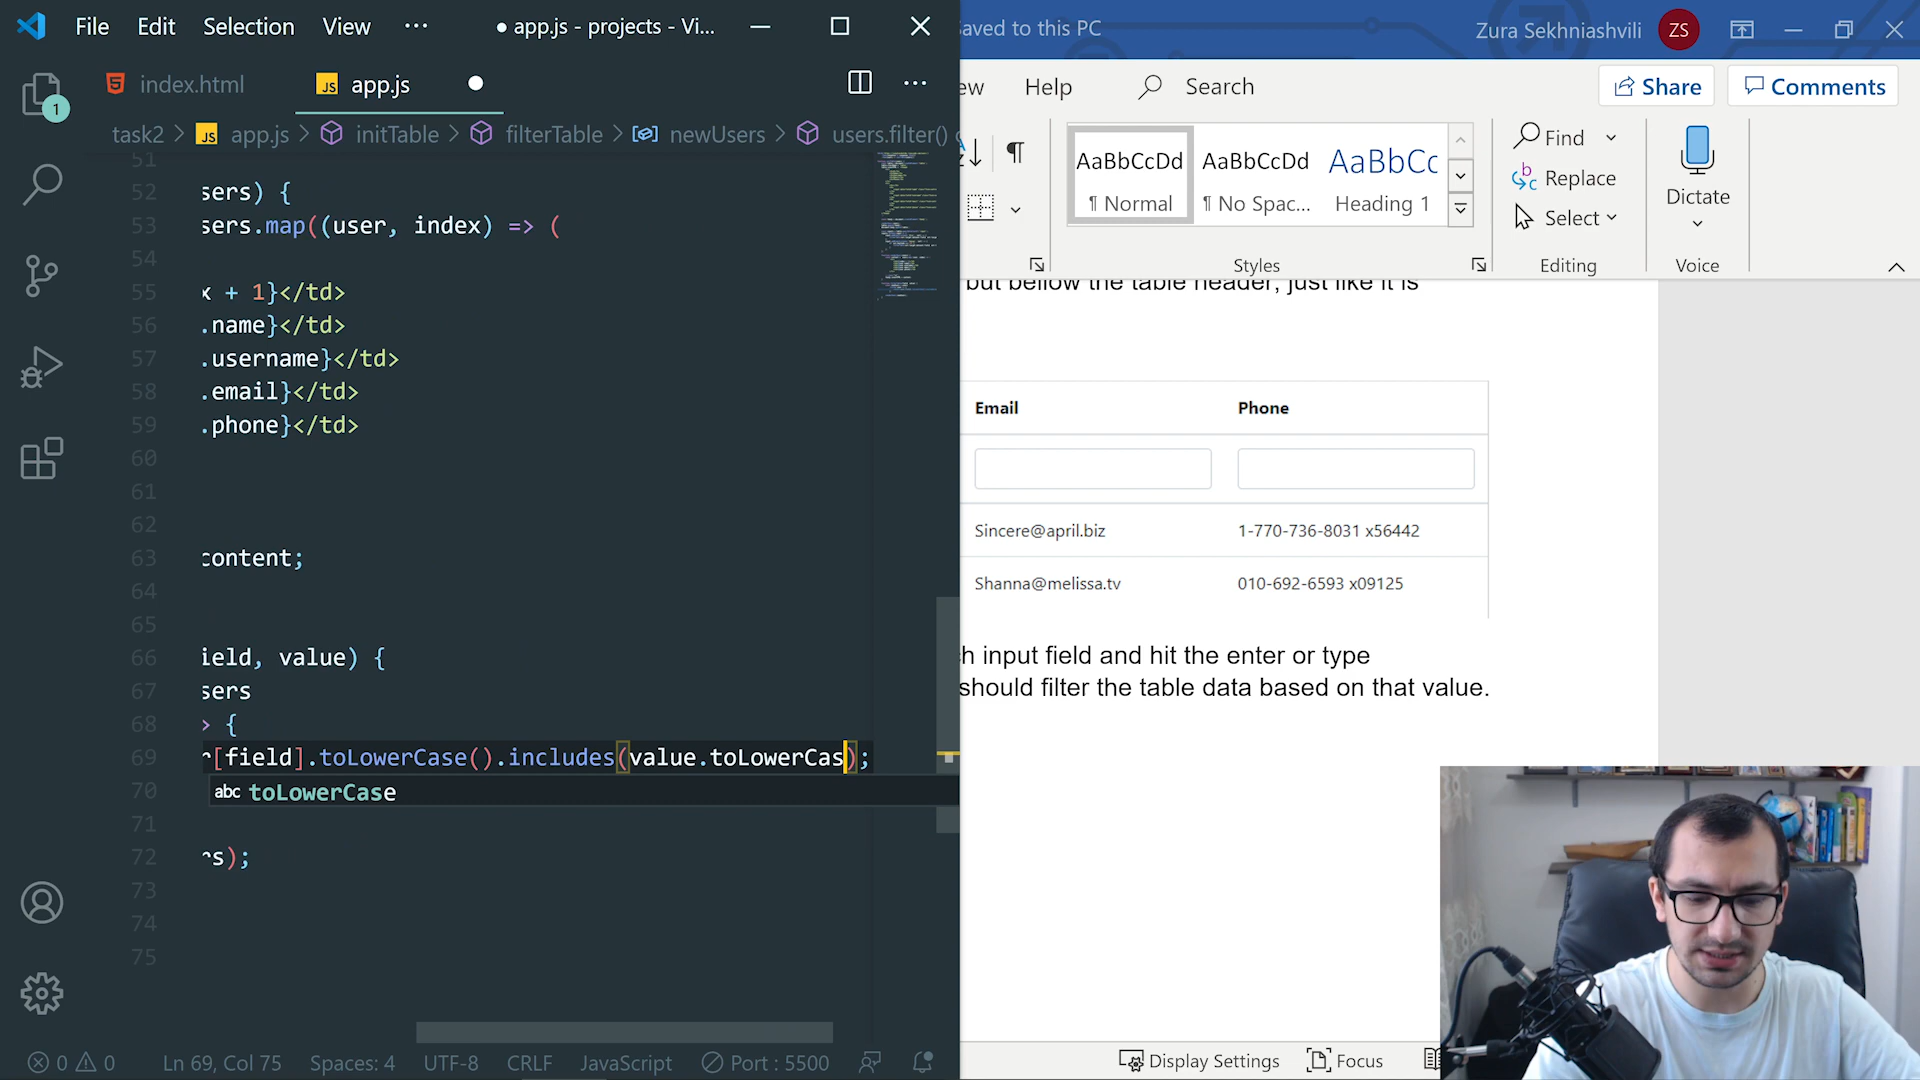 File Edit Selection View ··· ● app.js - projects - Vi...
index.html
JS app.js
task2 > JS app.js > initTable > filterTable > newUsers > users.filter()
51
52 sers) {
53 sers.map((user, index) => (
54
55 x + 1}</td>
56 .name}</td>
57 .username}</td>
58 .email}</td>
59 .phone}</td>
60
61
62
63 content;
64
65
66 ield, value) {
67 sers
68 > {
69 r[field].toLowerCase().includes(value.toLowerCas);
70 abc toLowerCase
71
72 rs);
73
74
75
1
0 0 Ln 69, Col 75 Spaces: 4 UTF-8 CRLF JavaScript Port : 5500
aved to this PC
Zura Sekhniashvili ZS
ew Help Search Share Comments
AaBbCcDd AaBbCcDd AaBbCc
¶ Normal ¶ No Spac... Heading 1
Styles
Find
Replace
Select
Editing
Dictate
Voice
but bellow the table header, just like it is
Email Phone
Sincere@april.biz 1-770-736-8031 x56442
Shanna@melissa.tv 010-692-6593 x09125
h input field and hit the enter or type
should filter the table data based on that value.
Display Settings Focus